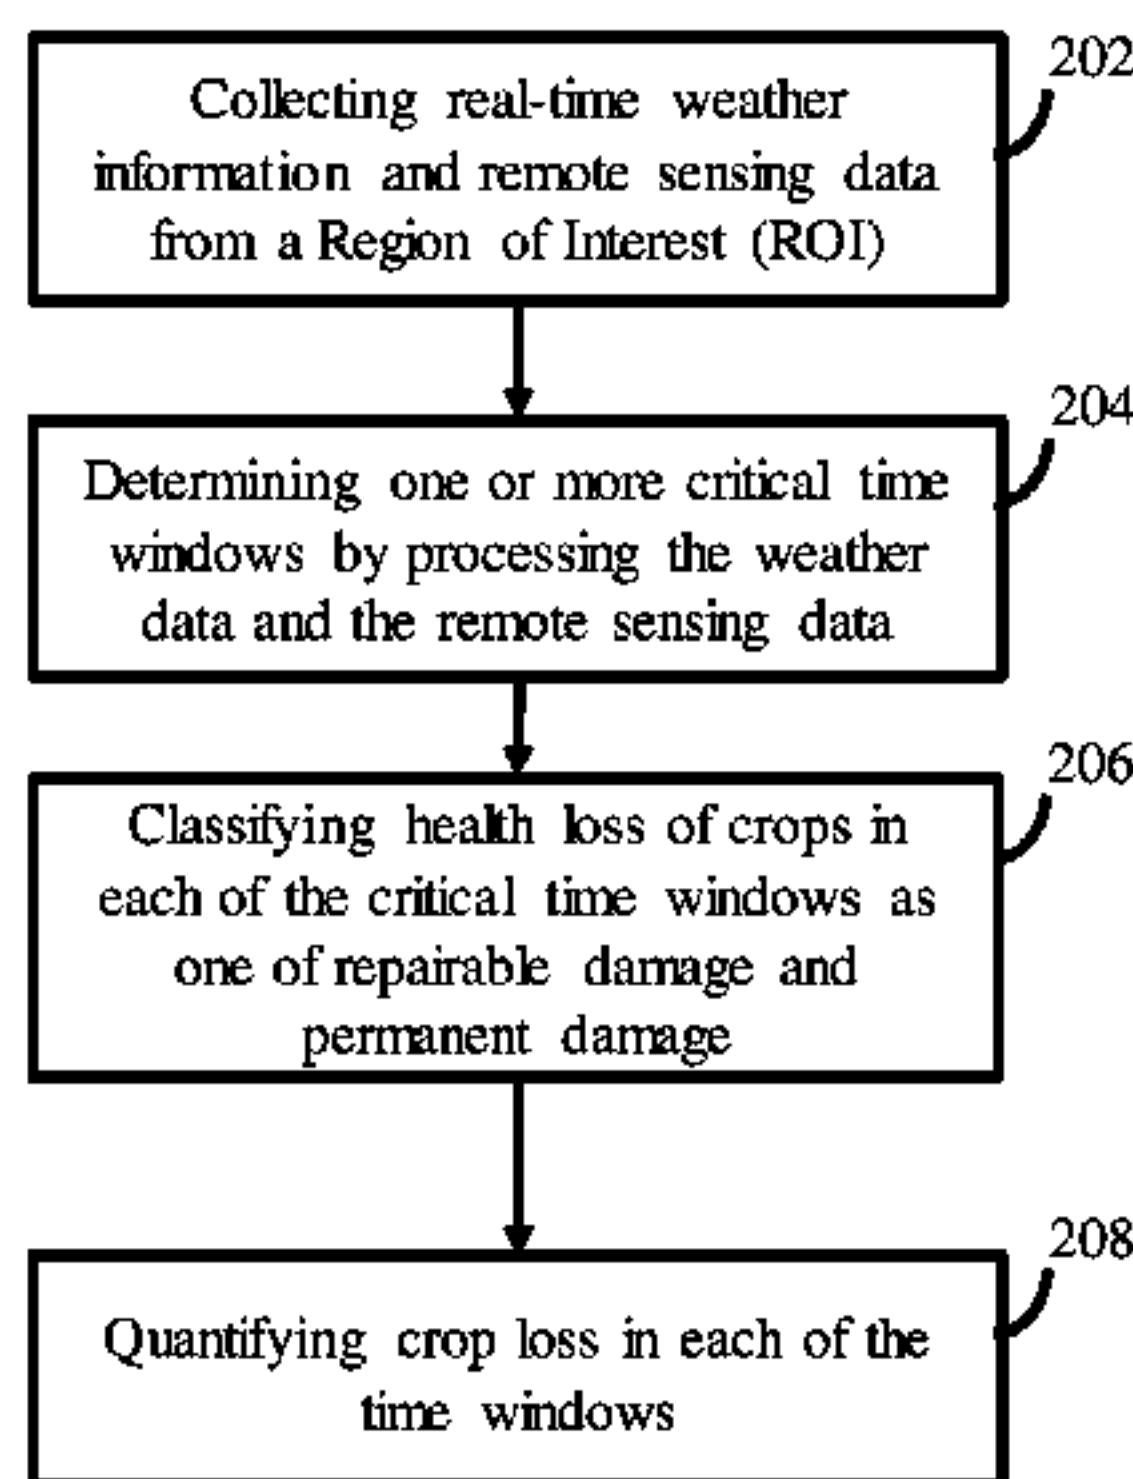 202
Collecting real-time weather
information and remote sensing data
from a Region of Interest (ROI)
204
Determining one or more critical time
windows by processing the weather
data and the remote sensing data
206
Classifying health loss of crops in
each of the critical time windows as
one of repairable damage and
permanent damage
208
Quantifying crop loss in each of the
time windows